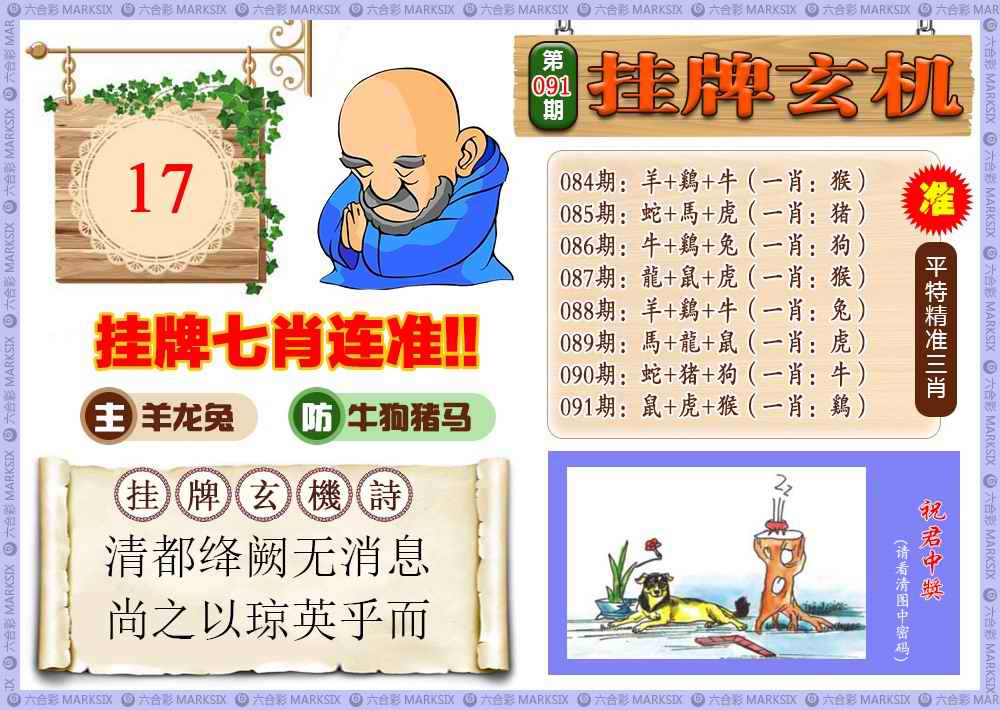 六合彩 MARKSIX
17
第
091
期
挂牌玄机
084期：羊+鷄+牛（一肖：猴）
085期：蛇+馬+虎（一肖：猪）
086期：牛+鷄+兔（一肖：狗）
087期：龍+鼠+虎（一肖：猴）
088期：羊+鷄+牛（一肖：兔）
089期：馬+龍+鼠（一肖：虎）
090期：蛇+猪+狗（一肖：牛）
091期：鼠+虎+猴（一肖：鷄）
准
平特精准三肖
挂牌七肖连准!!
主 羊龙兔
防 牛狗猪马
挂牌玄機詩
清都绛阙无消息
尚之以琼英乎而
22
祝君中獎
（请看清图中密码）